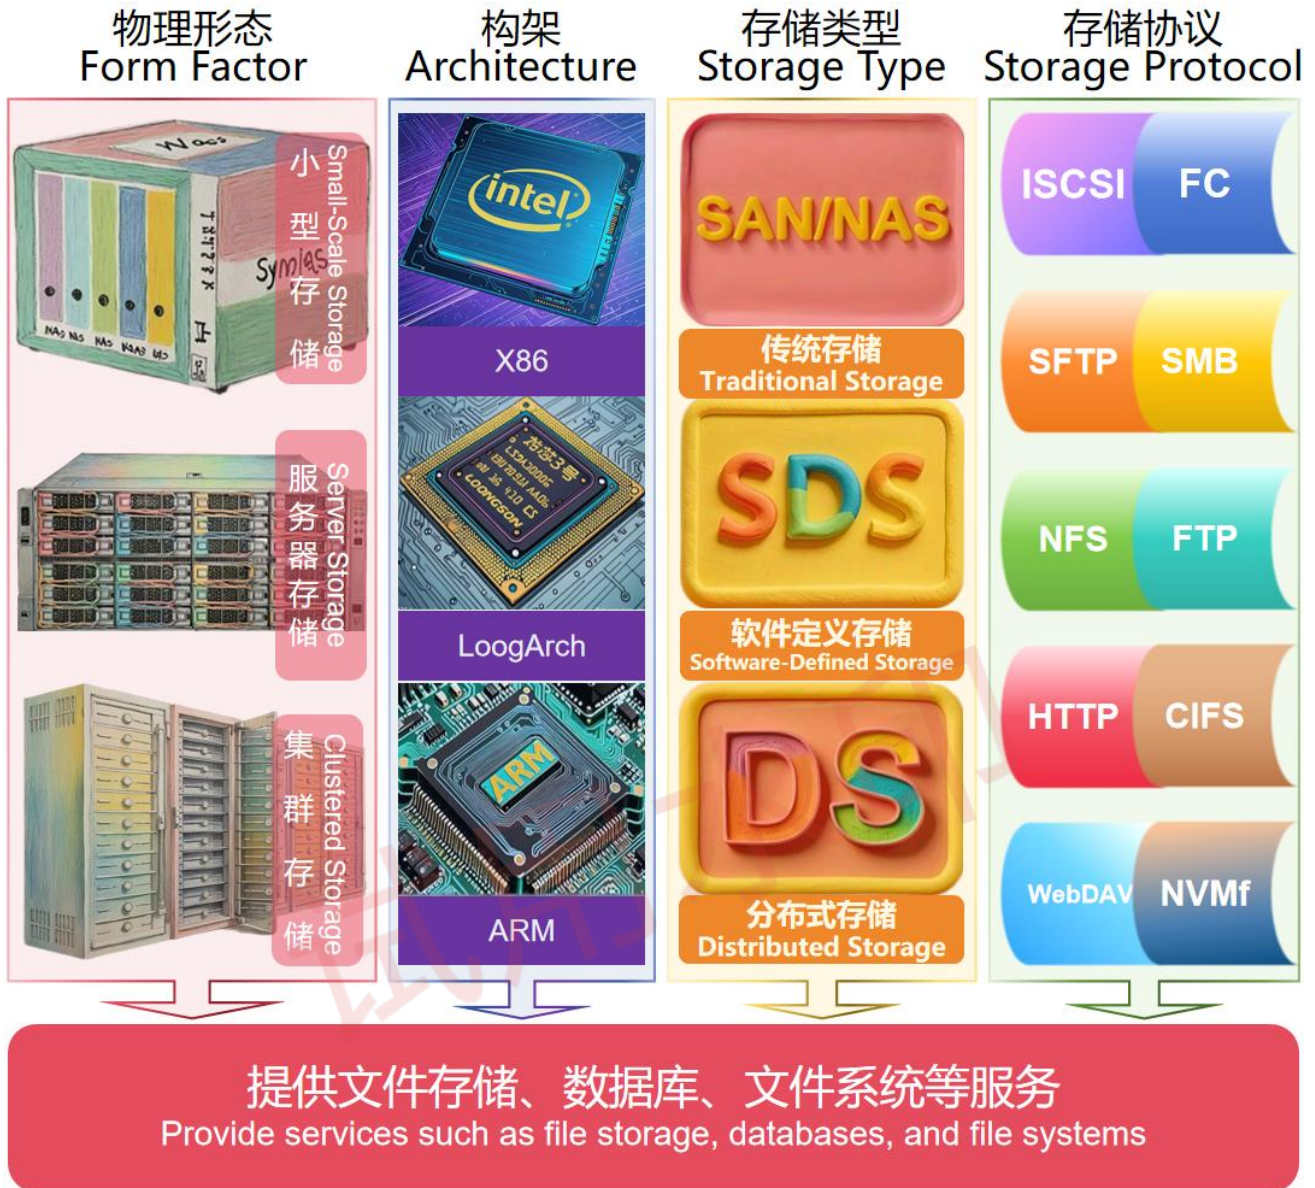 物理形态
Form Factor
构架
Architecture
存储类型
Storage Type
存储协议
Storage Protocol
小型存储
Small-Scale Storage
服务器存储
Server Storage
集群存储
Clustered Storage
intel
X86
LOONGSON
LoogArch
ARM
ARM
SAN/NAS
传统存储
Traditional Storage
SDS
软件定义存储
Software-Defined Storage
DS
分布式存储
Distributed Storage
ISCSI
FC
SFTP
SMB
NFS
FTP
HTTP
CIFS
WebDAV
NVMf
提供文件存储、数据库、文件系统等服务
Provide services such as file storage, databases, and file systems